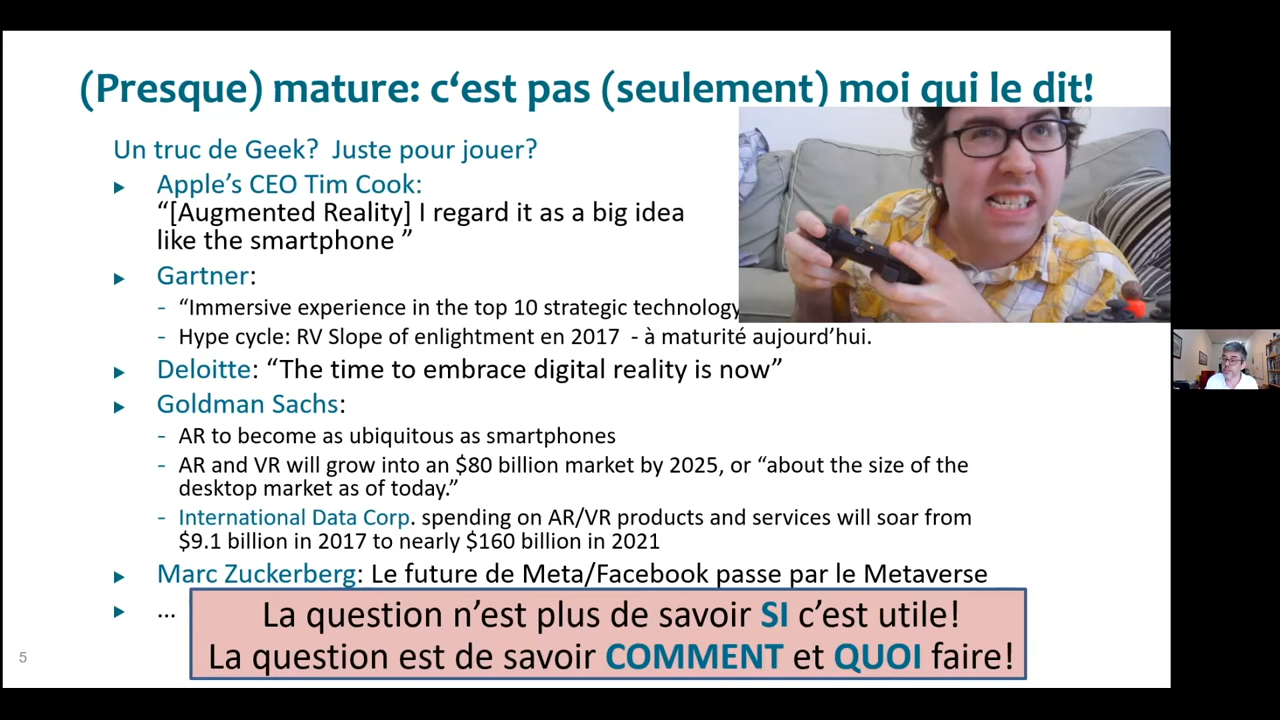 (Presque) mature: c‘est pas (seulement) moi qui le dit!
Un truc de Geek? Juste pour jouer?
Apple’s CEO Tim Cook:
“[Augmented Reality] I regard it as a big idea
like the smartphone ”
Gartner:
- “Immersive experience in the top 10 strategic technology
- Hype cycle: RV Slope of enlightment en 2017 - à maturité aujourd’hui.
Deloitte: “The time to embrace digital reality is now”
Goldman Sachs:
- AR to become as ubiquitous as smartphones
- AR and VR will grow into an $80 billion market by 2025, or “about the size of the
desktop market as of today.”
- International Data Corp. spending on AR/VR products and services will soar from
$9.1 billion in 2017 to nearly $160 billion in 2021
Marc Zuckerberg: Le future de Meta/Facebook passe par le Metaverse
...
La question n’est plus de savoir SI c’est utile!
La question est de savoir COMMENT et QUOI faire!
5